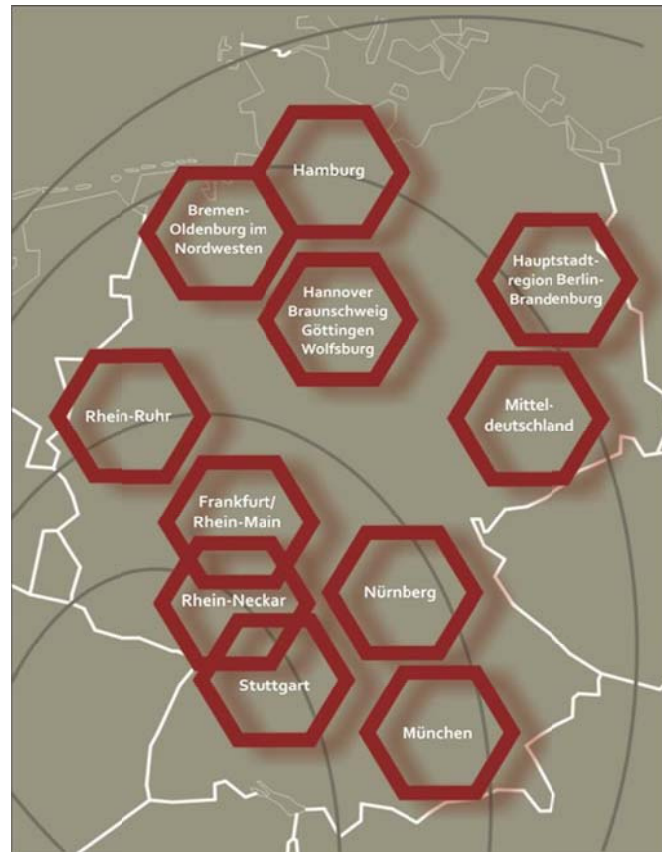 Hamburg
Bremen-
Oldenburg im
Nordwesten
Hauptstadt-
region Berlin-
Brandenburg
Hannover
Braunschweig
Göttingen
Wolfsburg
Rhein-Ruhr
Mittel-
deutschland
Frankfurt/
Rhein-Main
Rhein-Neckar
Nürnberg
Stuttgart
München